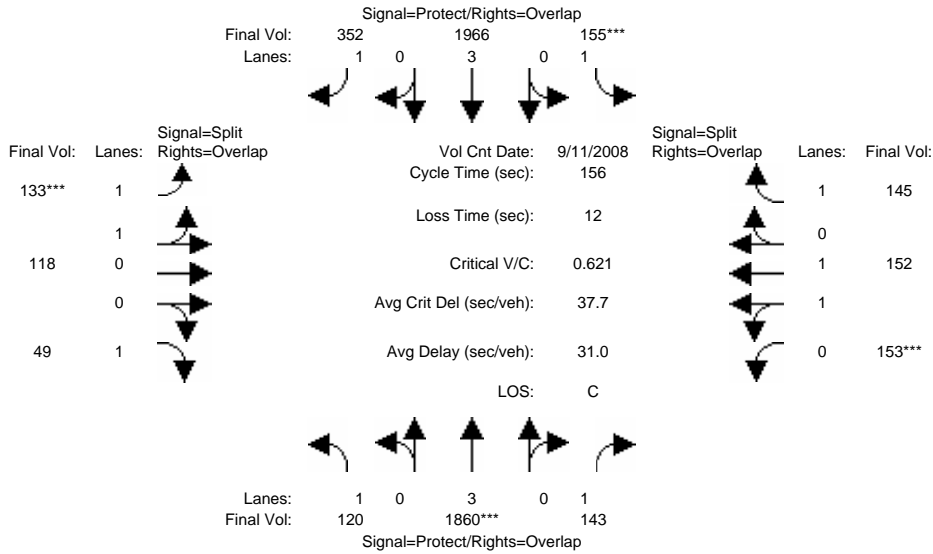 Signal=Protect/Rights=Overlap
Final Vol: 352 1966 155***
Lanes: 1 0 3 0 1
Signal=Split Signal=Split
Final Vol: Lanes: Rights=Overlap Vol Cnt Date: 9/11/2008 Rights=Overlap Lanes: Final Vol:
Cycle Time (sec): 156
133*** 1 1 145
Loss Time (sec): 12
1 0
118 0 Critical V/C: 0.621 1 152
0 Avg Crit Del (sec/veh): 37.7 1
49 1 Avg Delay (sec/veh): 31.0 0 153***
LOS: C
Lanes: 1 0 3 0 1
Final Vol: 120 1860*** 143
Signal=Protect/Rights=Overlap